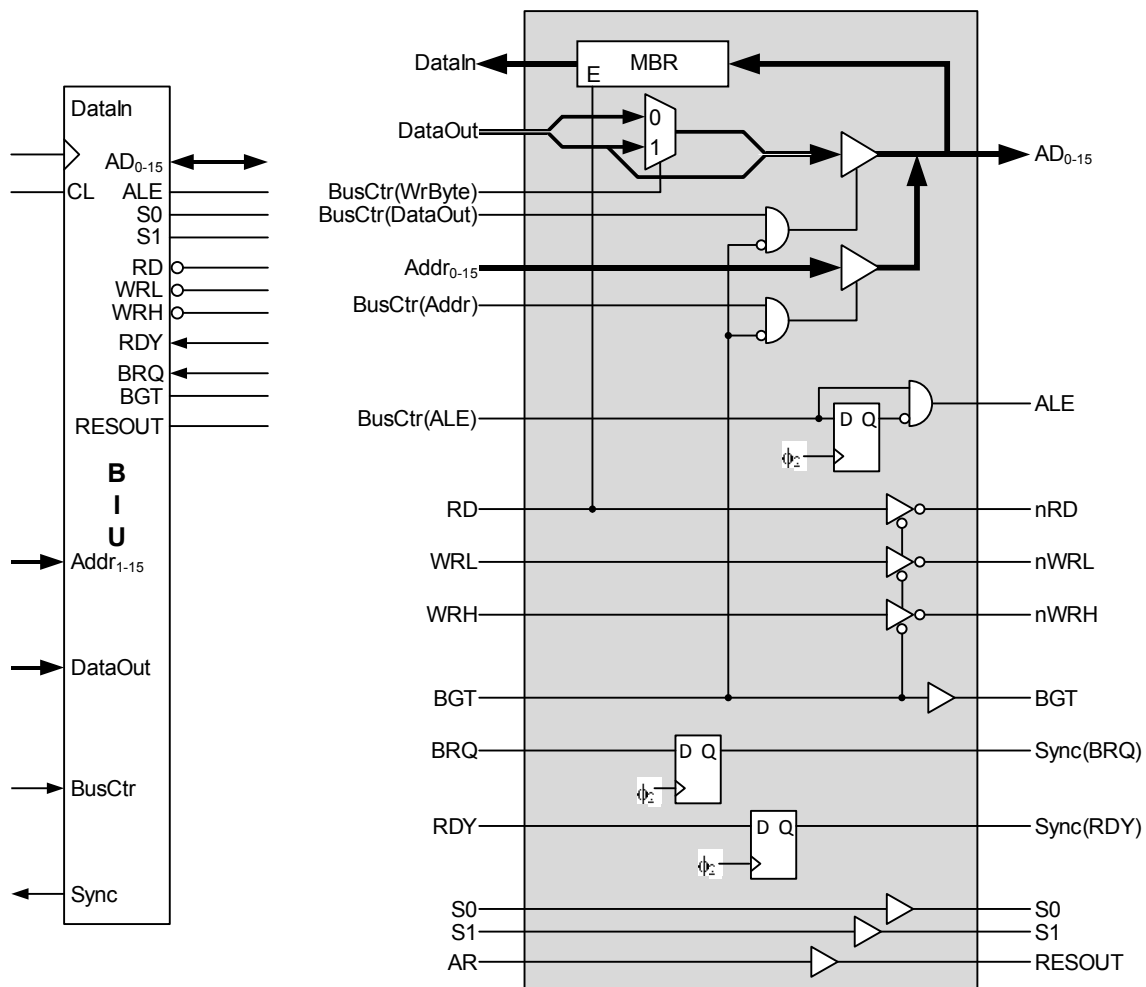 DataIn
AD0-15
CL
ALE
S0
S1
RD
WRL
WRH
RDY
BRQ
BGT
RESOUT
B
I
U
Addr1-15
DataOut
BusCtr
Sync
DataIn
MBR
E
DataOut
0
1
AD0-15
BusCtr(WrByte)
BusCtr(DataOut)
Addr0-15
BusCtr(Addr)
BusCtr(ALE)
D Q
ALE
ϕ2
RD
nRD
WRL
nWRL
WRH
nWRH
BGT
BGT
BRQ
D Q
Sync(BRQ)
ϕ2
RDY
D Q
Sync(RDY)
ϕ2
S0
S0
S1
S1
AR
RESOUT